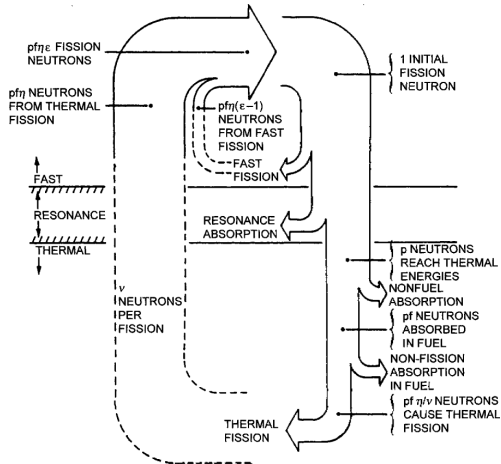 pfηε FISSION
NEUTRONS
1 INITIAL
FISSION
NEUTRON
pfη NEUTRONS
FROM THERMAL
FISSION
pfη(ε−1)
NEUTRONS
FROM FAST
FISSION
FAST
FISSION
FAST
RESONANCE
THERMAL
RESONANCE
ABSORPTION
p NEUTRONS
REACH THERMAL
ENERGIES
NONFUEL
ABSORPTION
ν
NEUTRONS
PER
FISSION
pf NEUTRONS
ABSORBED
IN FUEL
NON-FISSION
ABSORPTION
IN FUEL
pf η/ν NEUTRONS
CAUSE THERMAL
FISSION
THERMAL
FISSION